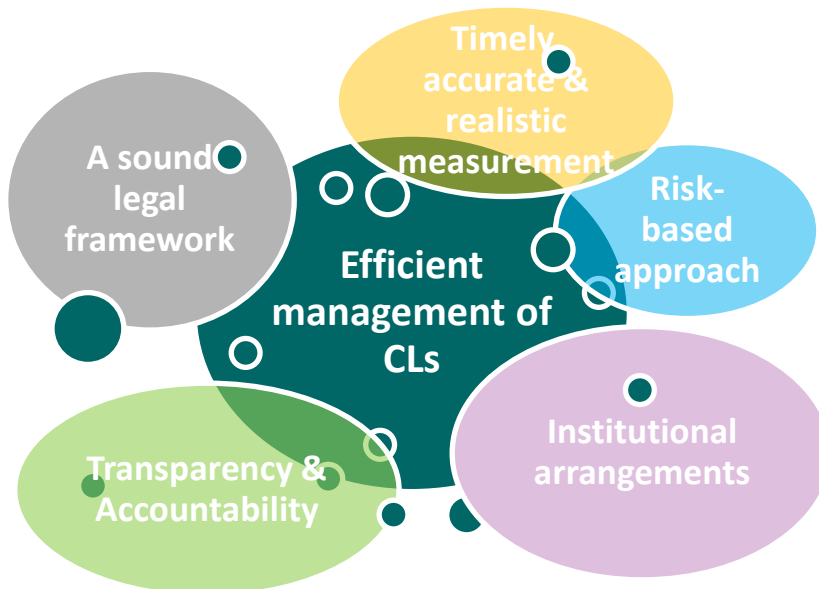 Timely
accurate &
realistic
measurement
A sound
legal
framework
Risk-
based
approach
Efficient
management of
CLs
Institutional
arrangements
Transparency &
Accountability